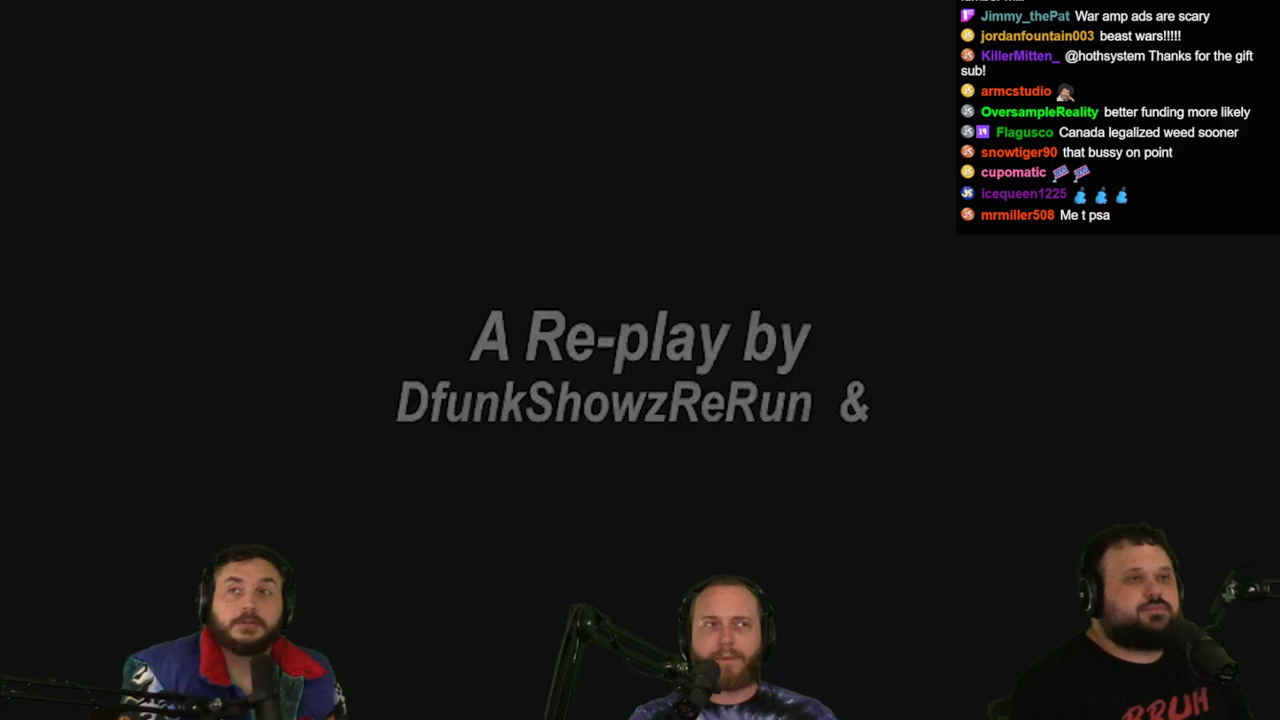 Jimmy_thePat War amp ads are scary
jordanfountain003 beast wars!!!!!
KillerMitten_ @hothsystem Thanks for the gift
sub!
armcstudio
OversampleReality better funding more likely
Flagusco Canada legalized weed sooner
snowtiger90 that bussy on point
cupomatic
icequeen1225
mrmiller508 Me t psa
A Re-play by
DfunkShowzReRun &
BRUH